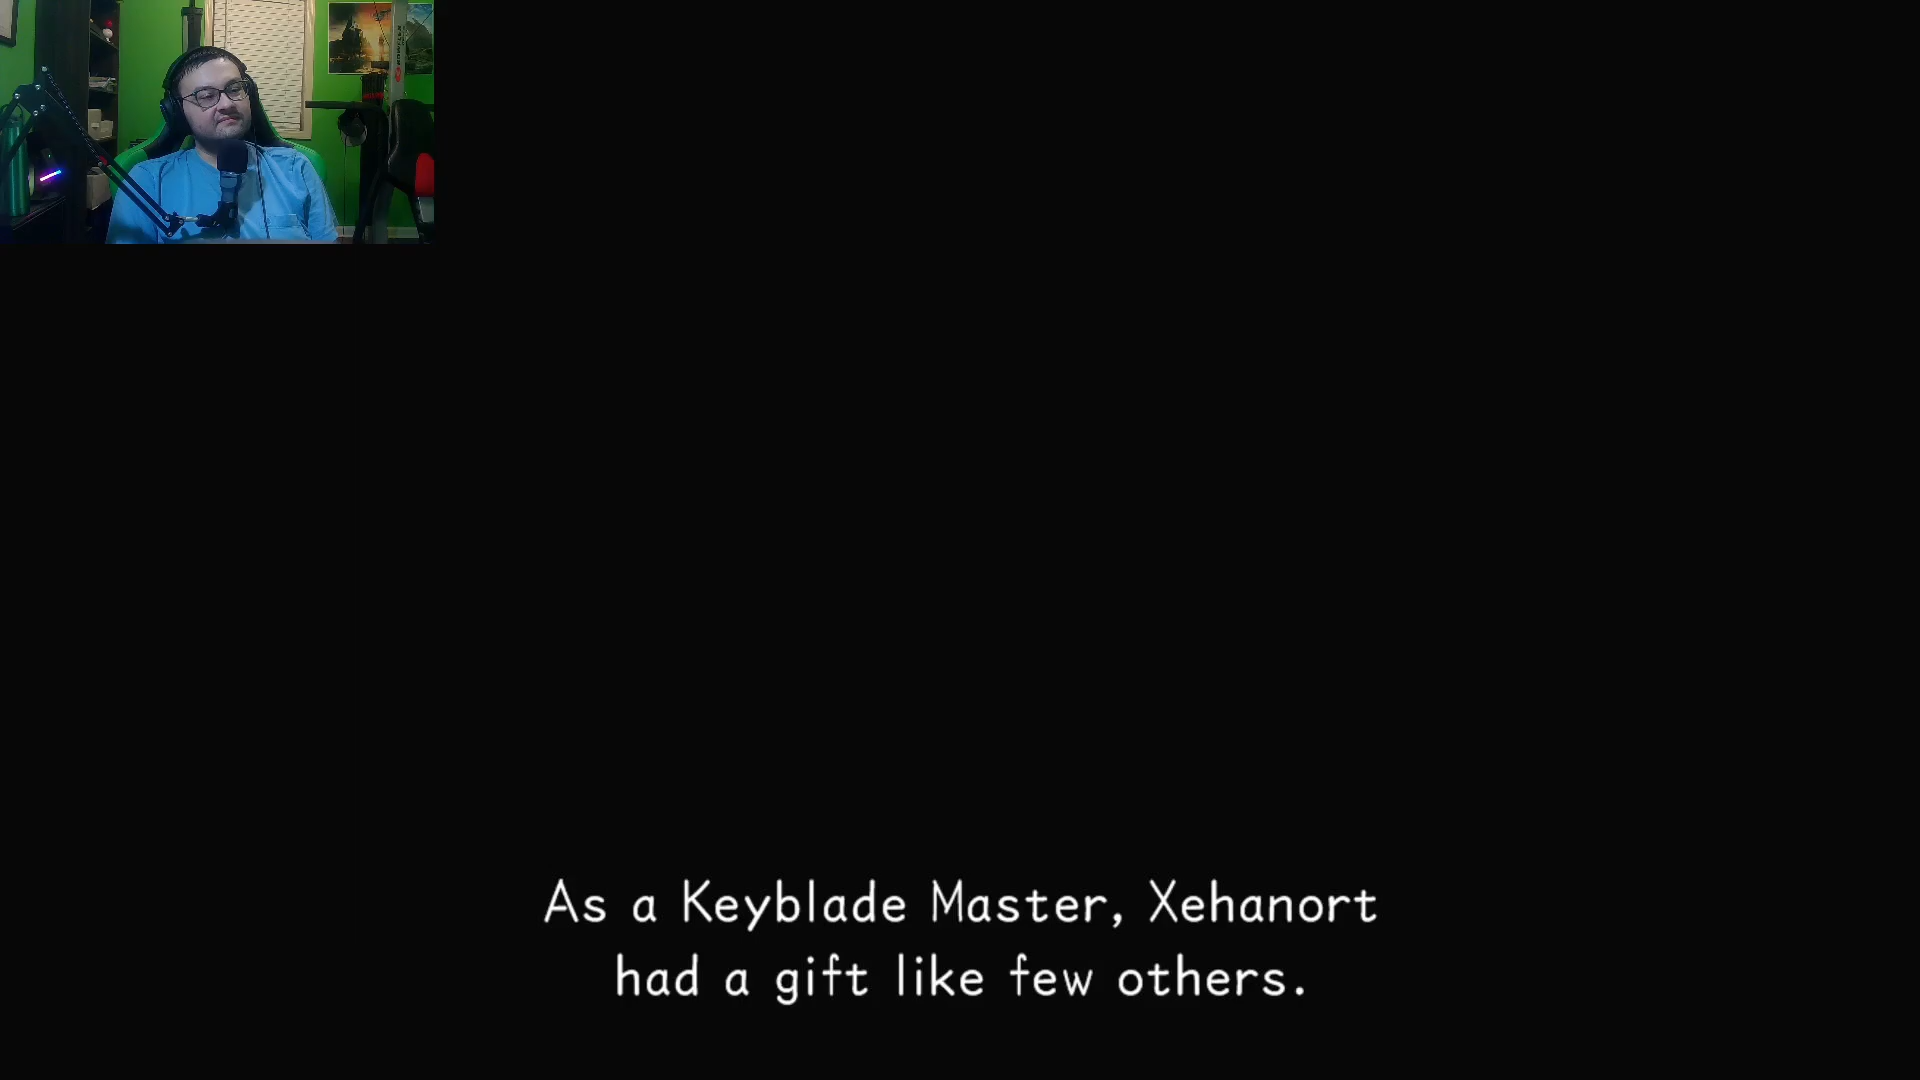 As a Keyblade Master, Xehanort
had a gift like few others.